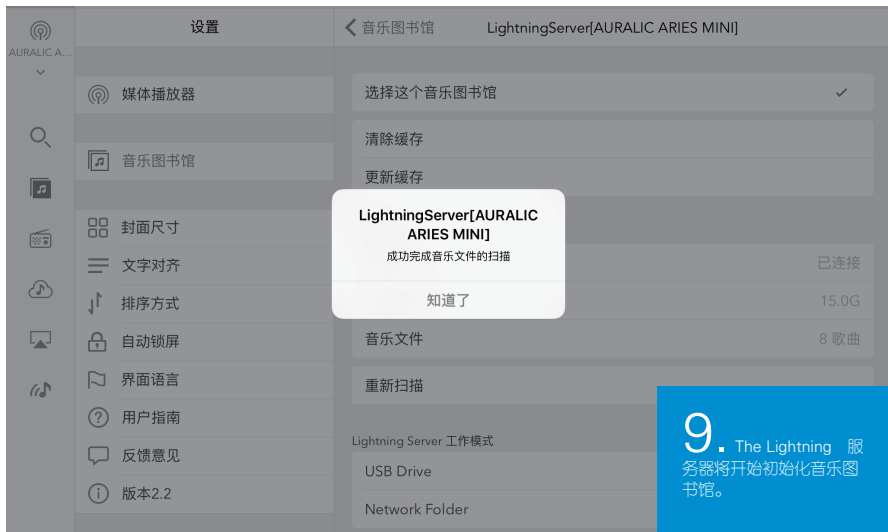 设置
音乐图书馆
LightningServer[AURALIC ARIES MINI]
AURALIC A...
媒体播放器
音乐图书馆
封面尺寸
文字对齐
排序方式
自动锁屏
界面语言
用户指南
反馈意见
版本2.2
选择这个音乐图书馆
清除缓存
更新缓存
LightningServer[AURALIC
ARIES MINI]
成功完成音乐文件的扫描
知道了
已连接
15.0G
音乐文件
8 歌曲
重新扫描
Lightning Server 工作模式
USB Drive
Network Folder
9. The Lightning 服
务器将开始初始化音乐图
书馆。